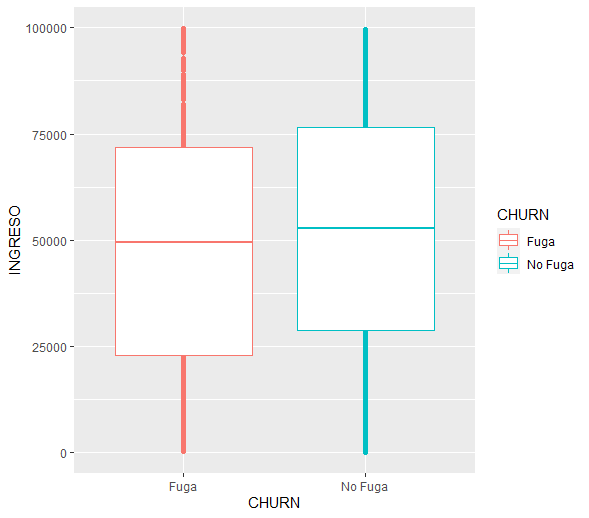 100000
75000
50000
25000
0
INGRESO
Fuga
No Fuga
CHURN
CHURN
Fuga
No Fuga